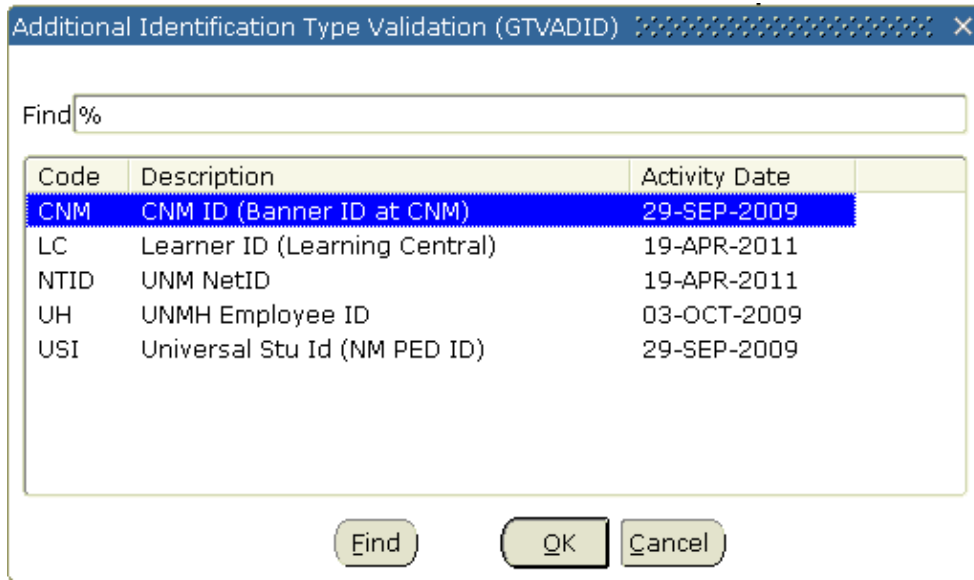 Additional Identification Type Validation (GTVADID)
Find %
Code Description Activity Date
CNM CNM ID (Banner ID at CNM) 29-SEP-2009
LC Learner ID (Learning Central) 19-APR-2011
NTID UNM NetID 19-APR-2011
UH UNMH Employee ID 03-OCT-2009
USI Universal Stu Id (NM PED ID) 29-SEP-2009
Find OK Cancel